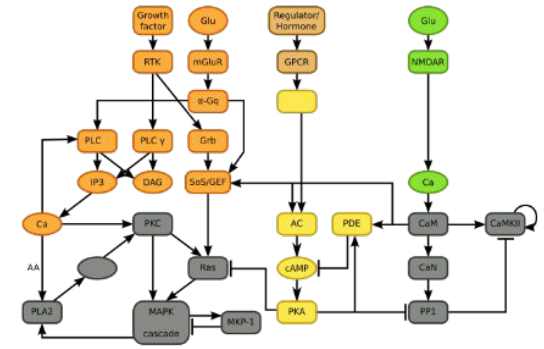 Growth
factor
Glu
Regulator/
Hormone
Glu
RTK
mGluR
GPCR
NMDAR
α-Gq
PLC
PLC γ
Grb
IP3
DAG
SoS/GEF
Ca
Ca
PKC
AC
PDE
CaM
CaMKII
AA
Ras
cAMP
CaN
PLA2
MAPK
cascade
MKP-1
PKA
PP1